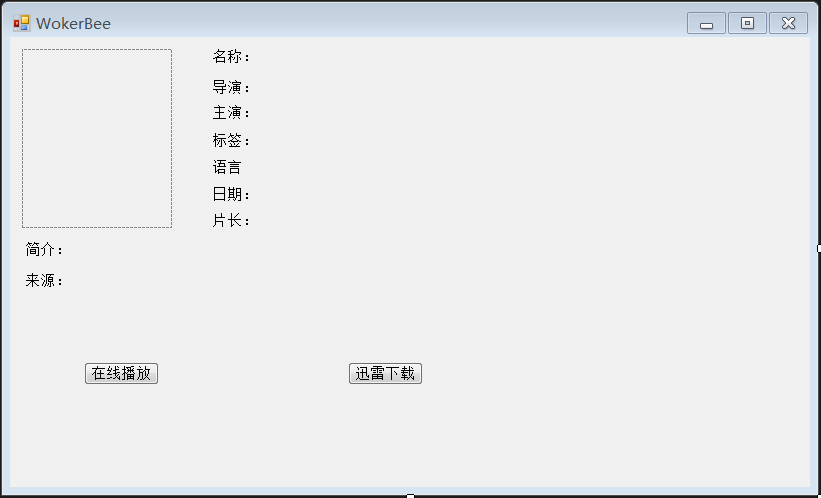 WokerBee
名称：
导演：
主演：
标签：
语言
日期：
片长：
简介：
来源：
在线播放
迅雷下载